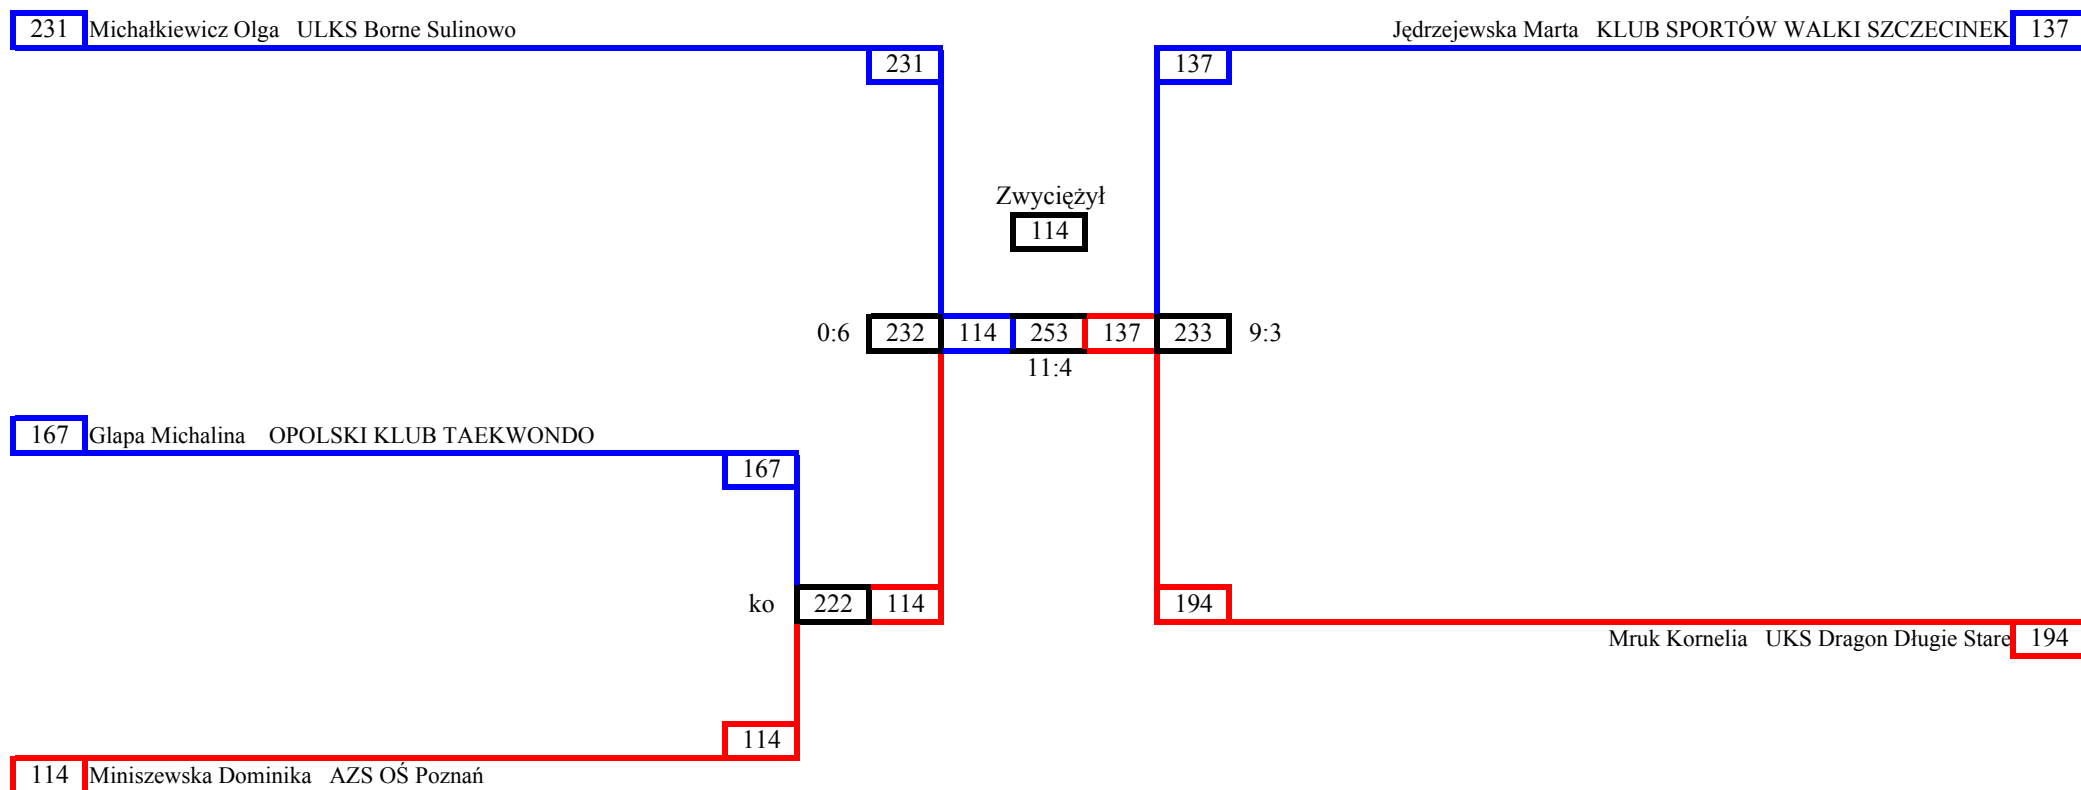 231 Michałkiewicz Olga ULKS Borne Sulinowo
Jędrzejewska Marta KLUB SPORTÓW WALKI SZCZECINEK 137
231
137
Zwyciężył
114
0:6 232 114 253 137 233 9:3
11:4
167 Glapa Michalina OPOLSKI KLUB TAEKWONDO
167
ko 222 114
194
Mruk Kornelia UKS Dragon Długie Stare 194
114
114 Miniszewska Dominika AZS OŚ Poznań